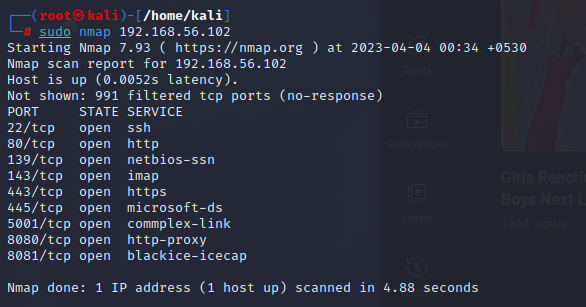 ┌──(root㉿kali)-[/home/kali]
└─# sudo nmap 192.168.56.102
Starting Nmap 7.93 ( https://nmap.org ) at 2023-04-04 00:34 +0530
Nmap scan report for 192.168.56.102
Host is up (0.0052s latency).
Not shown: 991 filtered tcp ports (no-response)
PORT     STATE SERVICE
22/tcp   open  ssh
80/tcp   open  http
139/tcp  open  netbios-ssn
143/tcp  open  imap
443/tcp  open  https
445/tcp  open  microsoft-ds
5001/tcp open  commplex-link
8080/tcp open  http-proxy
8081/tcp open  blackice-icecap
Nmap done: 1 IP address (1 host up) scanned in 4.88 seconds
Shorts
Subscriptions
Library
Girls Reacti
Boys Next L
18M views